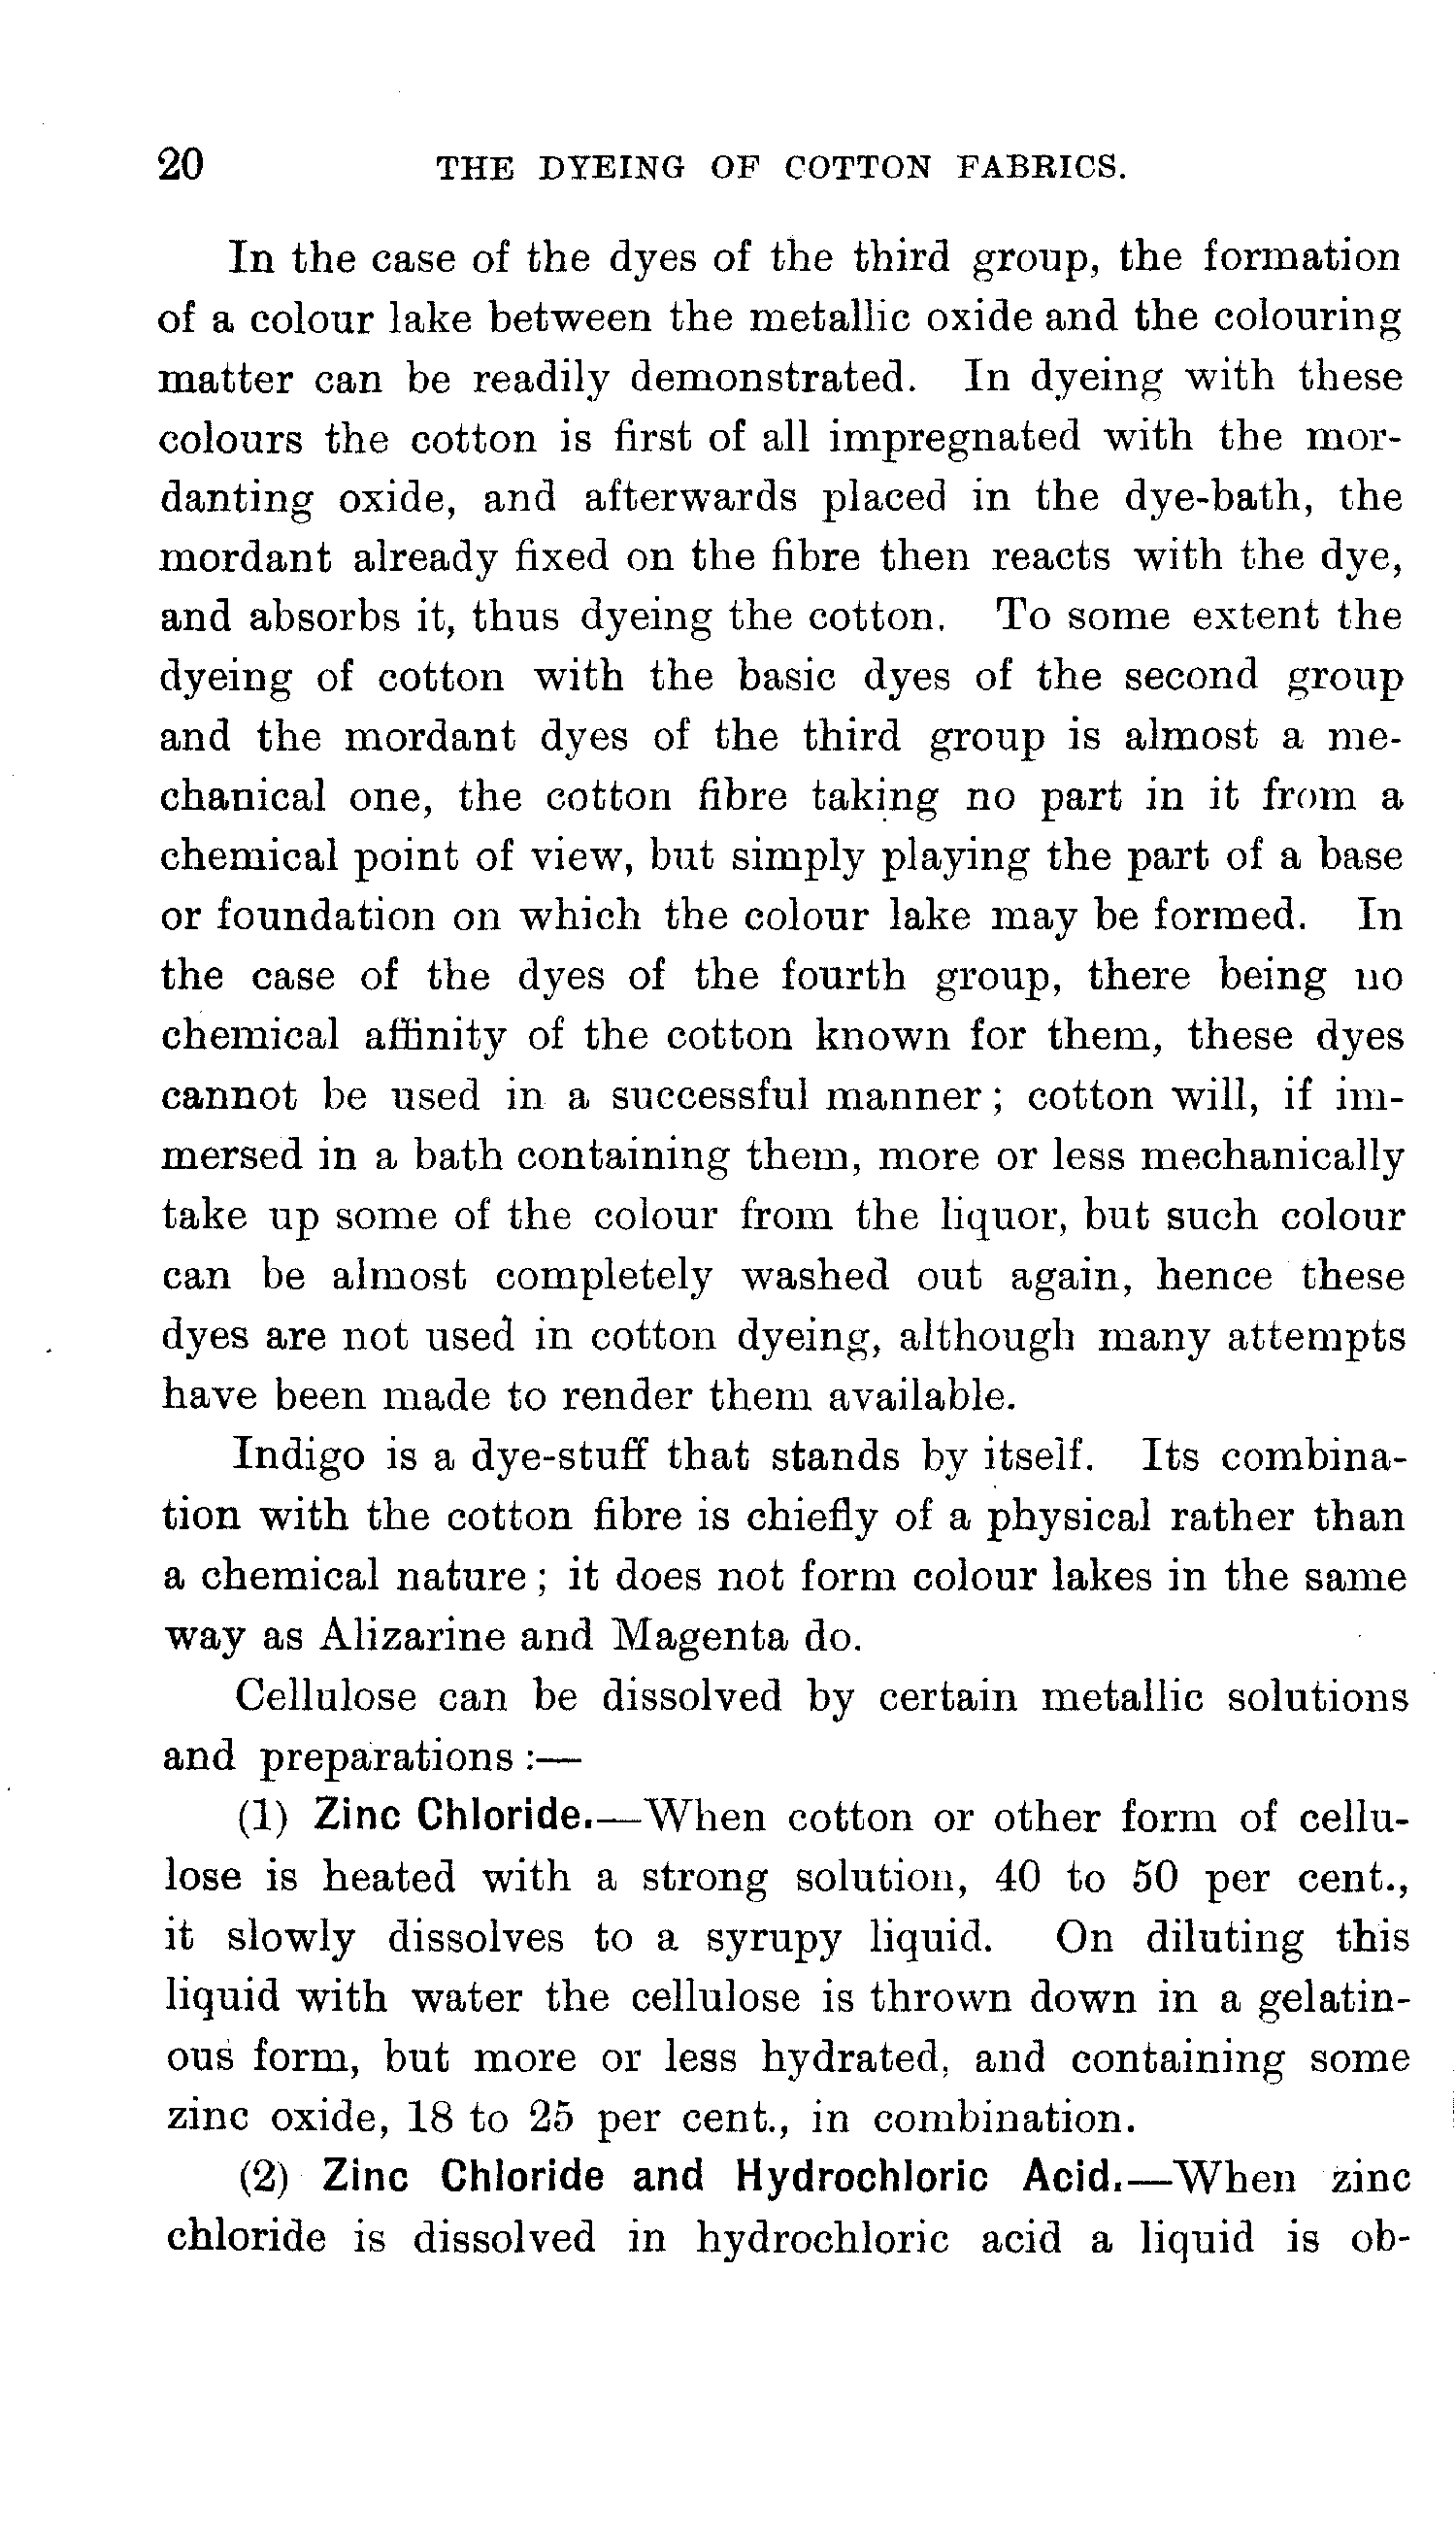 20 THE DYEING OF COTTON FABRICS.
In the case of the dyes of the third group, the formation
of a colour lake between the metallic oxide and the colouring
matter can be readily demonstrated. In dyeing with these
colours the cotton is first of all impregnated with the mor-
danting oxide, and afterwards placed in the dye-bath, the
mordant already fixed on the fibre then reacts with the dye,
and absorbs it, thus dyeing the cotton. To some extent the
dyeing of cotton with the basic dyes of the second group
and the mordant dyes of the third group is almost a me-
chanical one, the cotton fibre taking no part in it from a
chemical point of view, but simply playing the part of a base
or foundation on which the colour lake may be formed. In
the case of the dyes of the fourth group, there being no
chemical affinity of the cotton known for them, these dyes
cannot be used in a successful manner; cotton will, if im-
mersed in a bath containing them, more or less mechanically
take up some of the colour from the liquor, but such colour
can be almost completely washed out again, hence these
dyes are not used in cotton dyeing, although many attempts
have been made to render them available.
Indigo is a dye-stuff that stands by itself. Its combina-
tion with the cotton fibre is chiefly of a physical rather than
a chemical nature; it does not form colour lakes in the same
way as Alizarine and Magenta do.
Cellulose can be dissolved by certain metallic solutions
and preparations:—
(1) Zinc Chloride.—When cotton or other form of cellu-
lose is heated with a strong solution, 40 to 50 per cent.,
it slowly dissolves to a syrupy liquid. On diluting this
liquid with water the cellulose is thrown down in a gelatin-
ous form, but more or less hydrated, and containing some
zinc oxide, 18 to 25 per cent., in combination.
(2) Zinc Chloride and Hydrochloric Acid.—When zinc
chloride is dissolved in hydrochloric acid a liquid is ob-